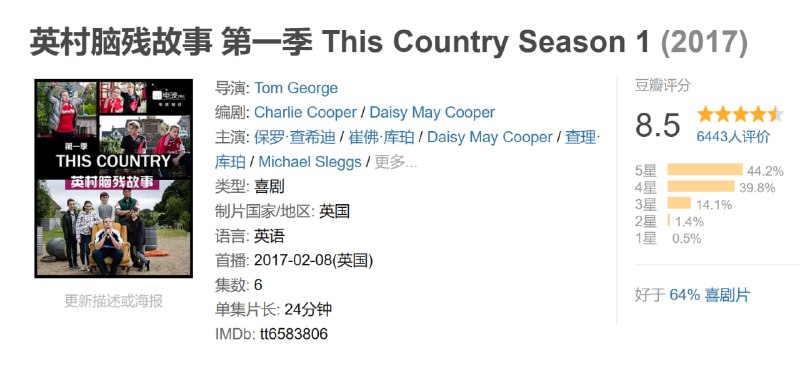 英村脑残故事 第一季 This Country Season 1 (2017)
第一季
THIS COUNTRY
英村脑残故事
更新描述或海报
导演: Tom George
编剧: Charlie Cooper / Daisy May Cooper
主演: 保罗·查希迪 / 崔佛·库珀 / Daisy May Cooper / 查理·
库珀 / Michael Sleggs / 更多...
类型: 喜剧
制片国家/地区: 英国
语言: 英语
首播: 2017-02-08(英国)
集数: 6
单集片长: 24分钟
IMDb: tt6583806
豆瓣评分
8.5
6443人评价
5星 44.2%
4星 39.8%
3星 14.1%
2星 1.4%
1星 0.5%
好于 64% 喜剧片